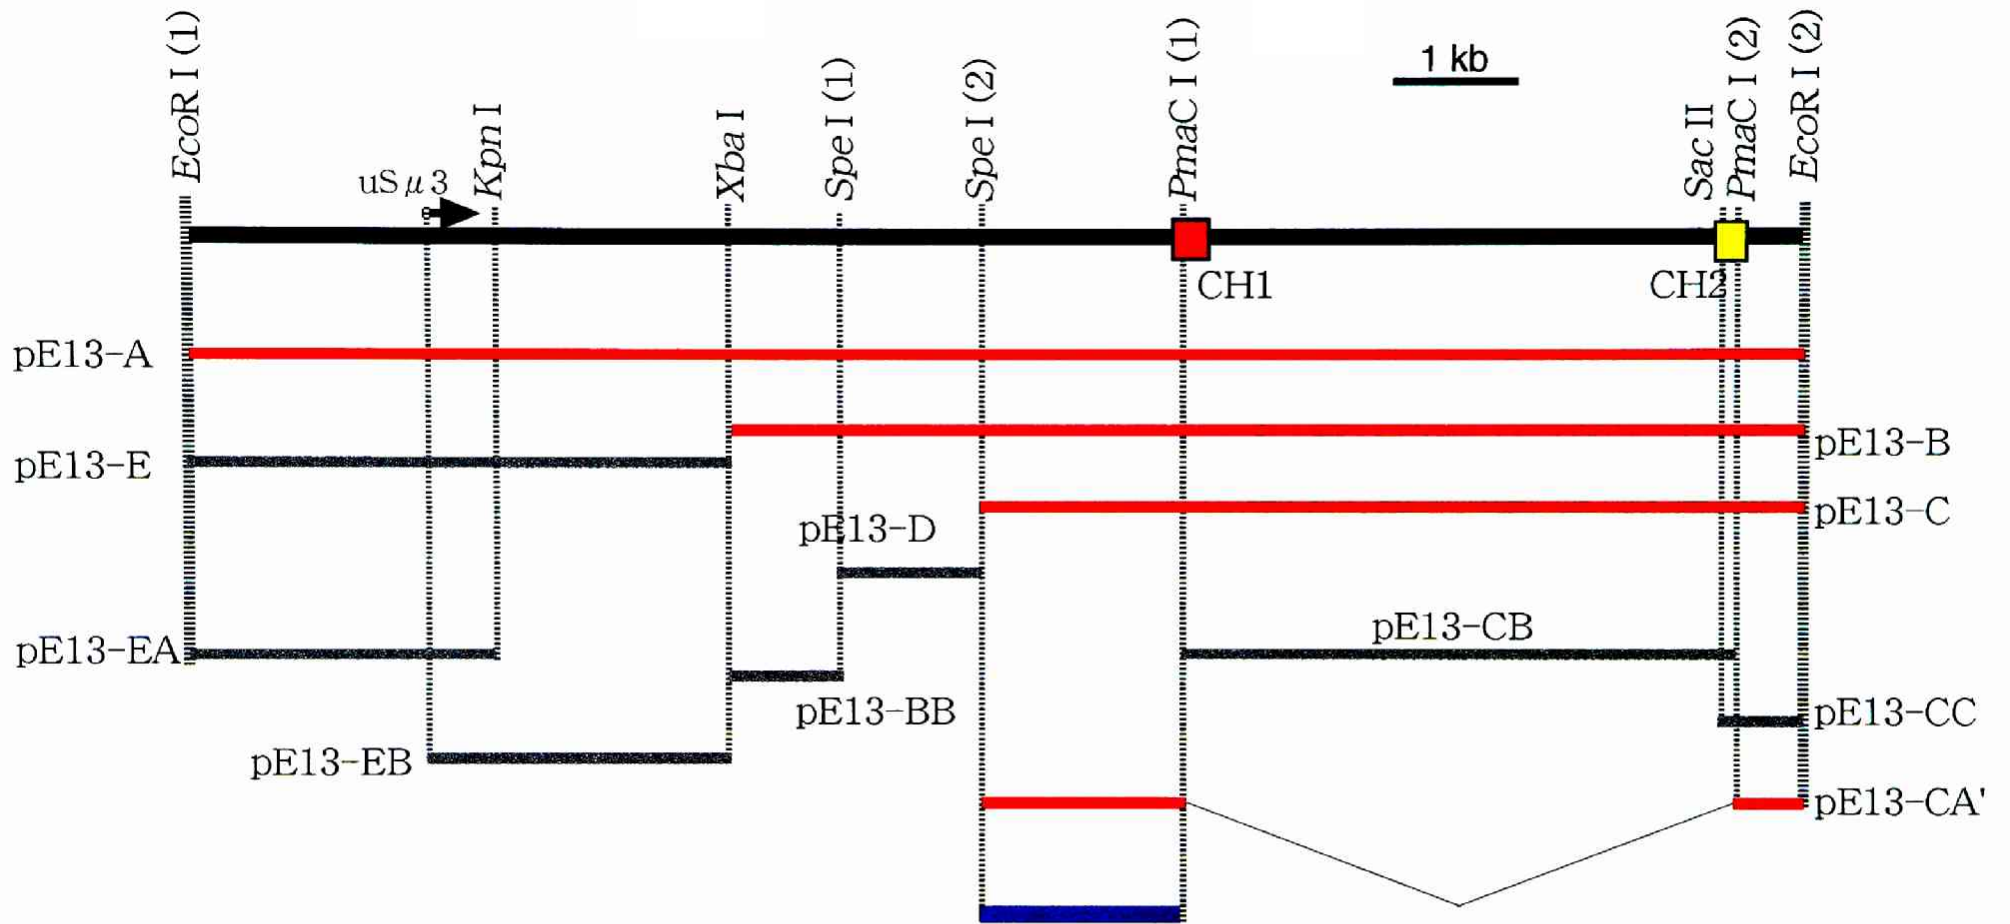 EcoR I (1)
Kpn I
Xba I
Spe I (1)
Spe I (2)
PmaC I (1)
Sac II
PmaC I (2)
EcoR I (2)
1 kb
uSμ3
CH1
CH2
pE13-A
pE13-B
pE13-E
pE13-C
pE13-D
pE13-CB
pE13-EA
pE13-BB
pE13-CC
pE13-EB
pE13-CA'